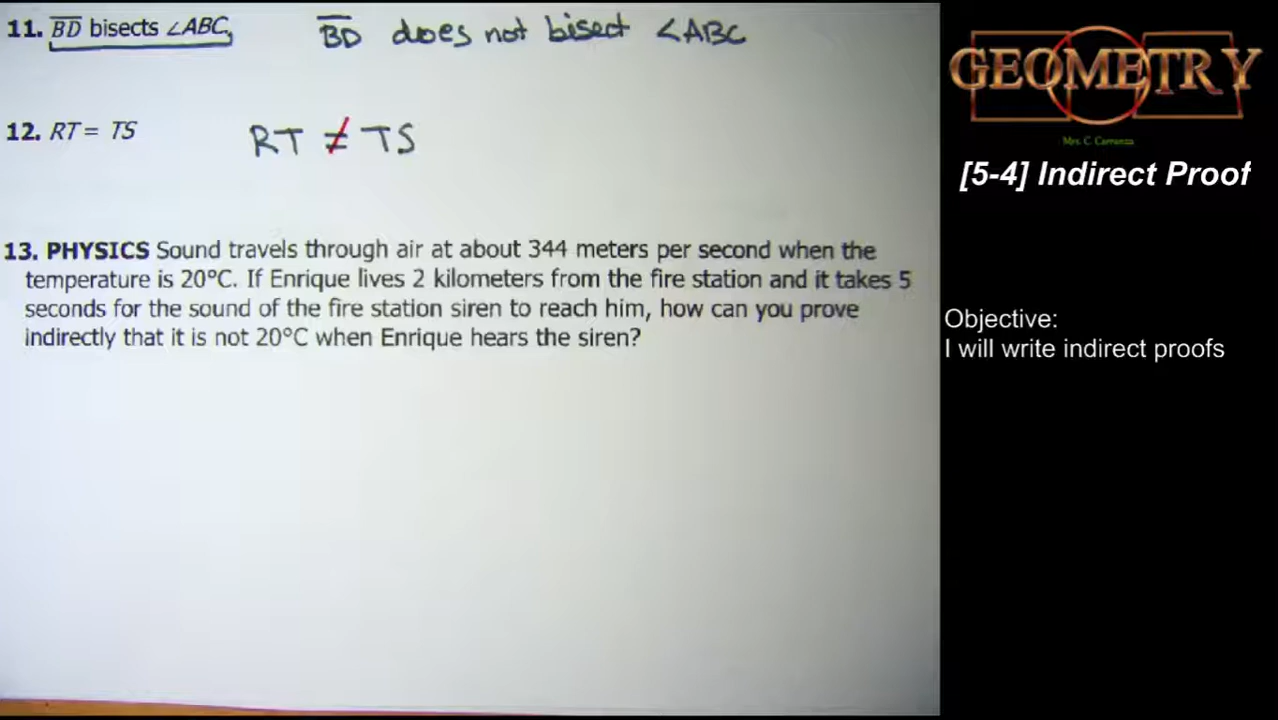 11. BD bisects ∠ABC, BD does not bisect ∠ABC
12. RT = TS RT ≠ TS
13. PHYSICS Sound travels through air at about 344 meters per second when the
temperature is 20°C. If Enrique lives 2 kilometers from the fire station and it takes 5
seconds for the sound of the fire station siren to reach him, how can you prove
indirectly that it is not 20°C when Enrique hears the siren?
GEOMETRY
Mrs. C. Carranza
[5-4] Indirect Proof
Objective:
I will write indirect proofs